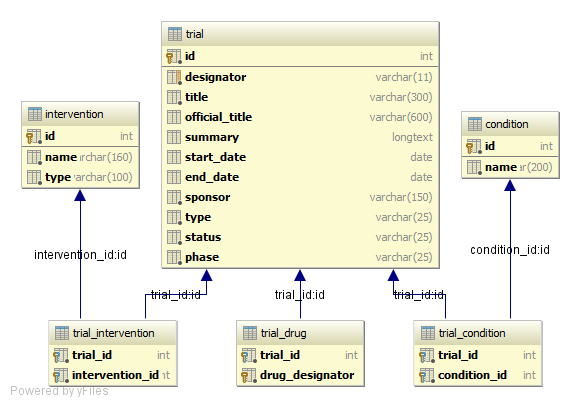 trial
id int
designator varchar(11)
title varchar(300)
official_title varchar(600)
summary longtext
start_date date
end_date date
sponsor varchar(150)
type varchar(25)
status varchar(25)
phase varchar(25)
intervention
id int
name archar(160)
type archar(100)
condition
id int
name ar(200)
intervention_id:id
condition_id:id
trial_id:id
trial_id:id
trial_id:id
trial_intervention
trial_id int
intervention_id int
trial_drug
trial_id int
drug_designator
trial_condition
trial_id int
condition_id int
Powered by yFiles